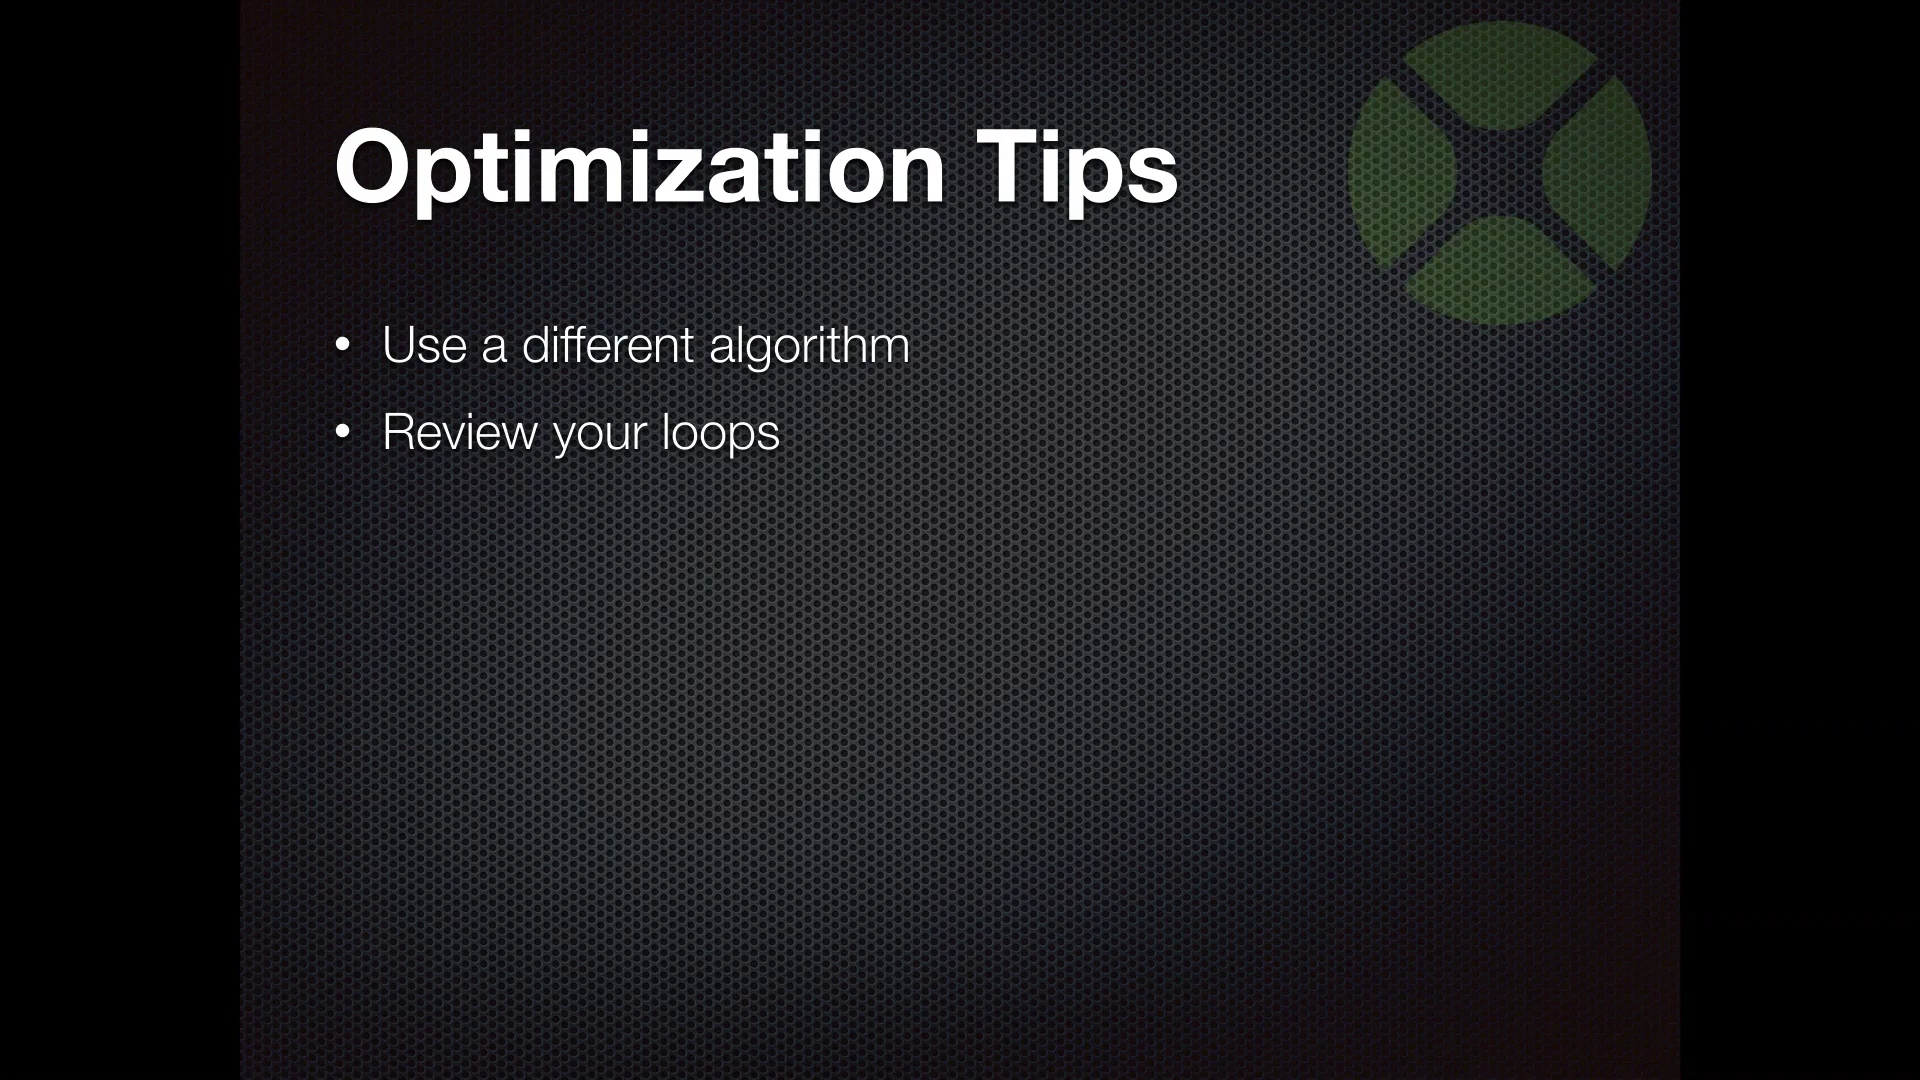 Optimization Tips
• Use a different algorithm
• Review your loops